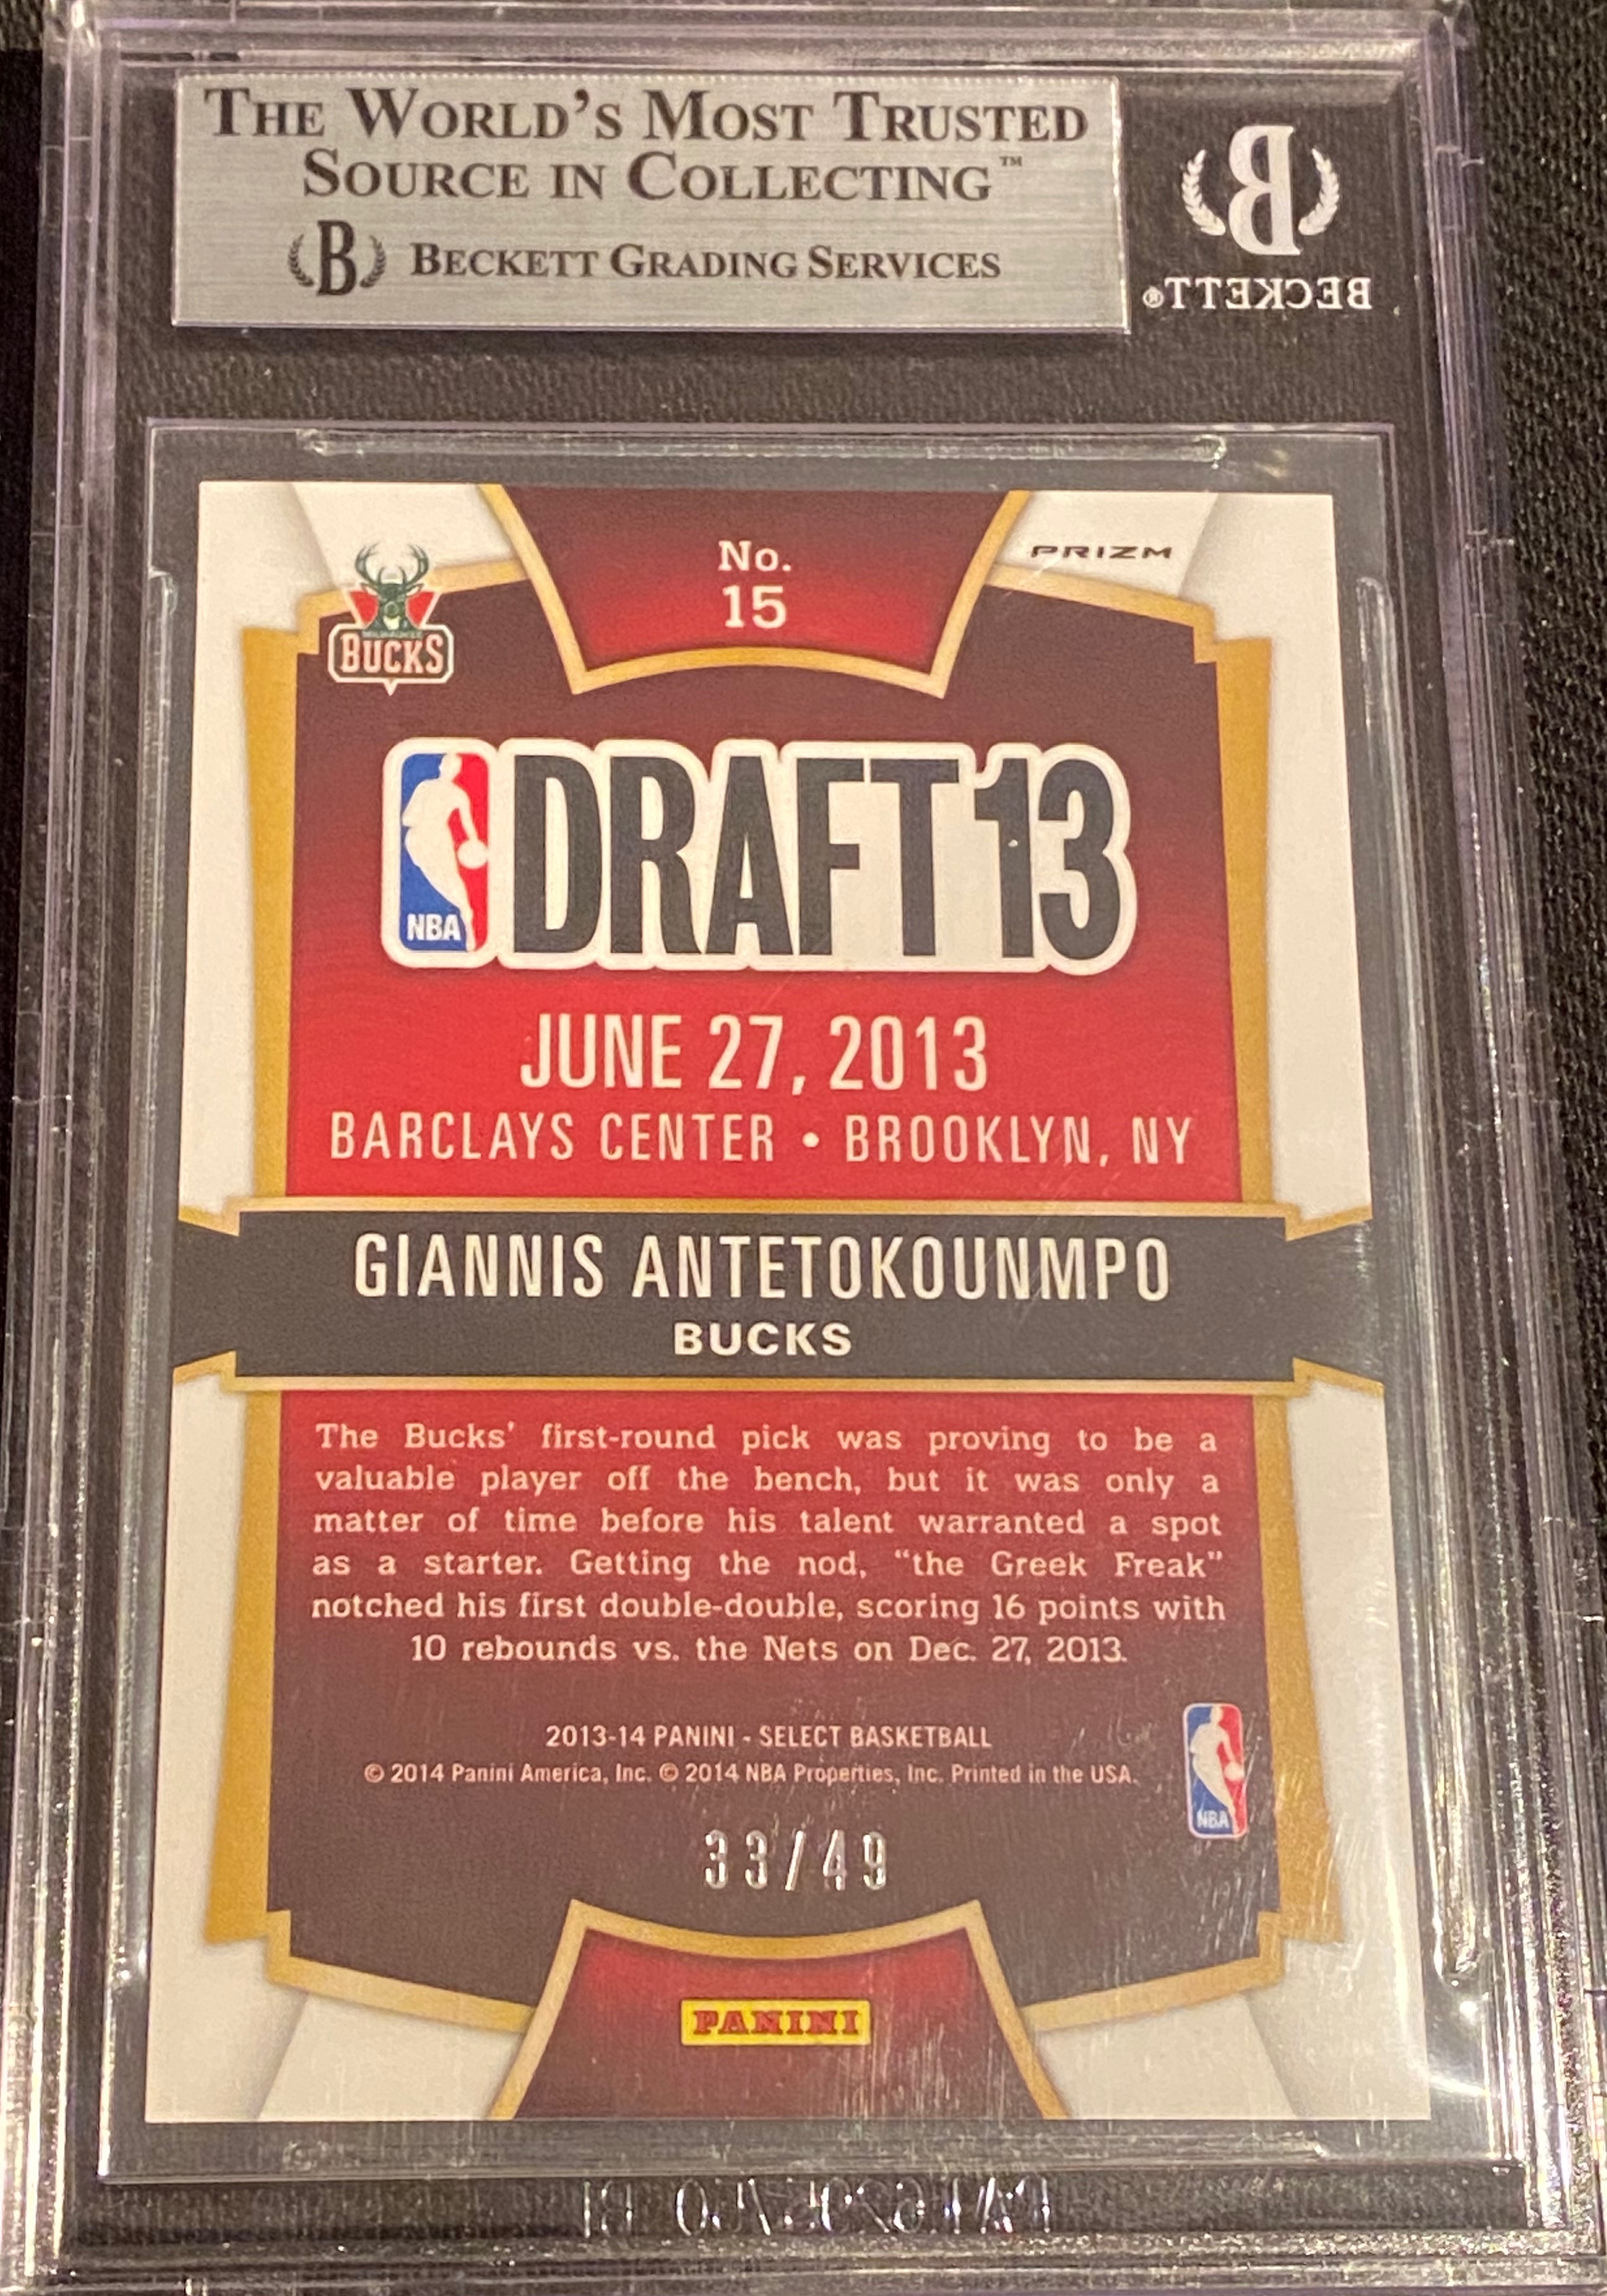 THE WORLD'S MOST TRUSTED
SOURCE IN COLLECTING™
B BECKETT GRADING SERVICES
B
BECKETT®
No.
15
PRIZM
MILWAUKEE
BUCKS
NBA
DRAFT 13
JUNE 27, 2013
BARCLAYS CENTER • BROOKLYN, NY
GIANNIS ANTETOKOUNMPO
BUCKS
The Bucks' first-round pick was proving to be a
valuable player off the bench, but it was only a
matter of time before his talent warranted a spot
as a starter. Getting the nod, “the Greek Freak”
notched his first double-double, scoring 16 points with
10 rebounds vs. the Nets on Dec. 27, 2013.
2013-14 PANINI - SELECT BASKETBALL
© 2014 Panini America, Inc. © 2014 NBA Properties, Inc. Printed in the USA.
NBA
33/49
PANINI